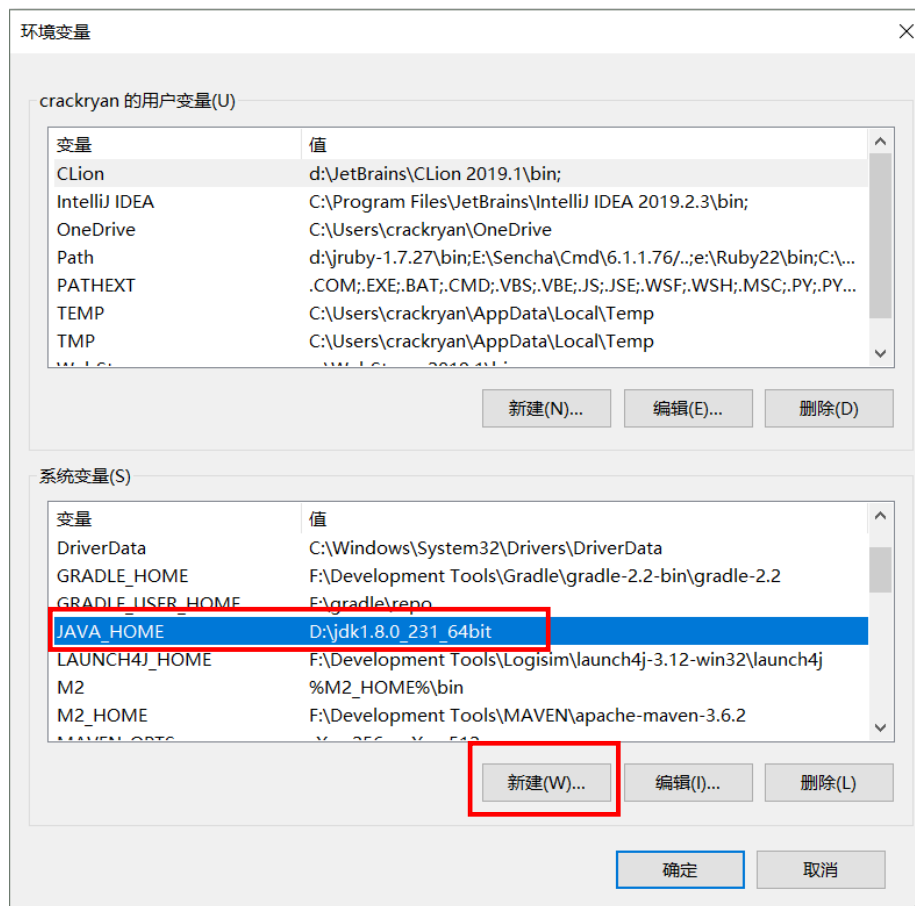 环境变量
crackryan 的用户变量(U)
变量 值
CLion d:\JetBrains\CLion 2019.1\bin;
IntelliJ IDEA C:\Program Files\JetBrains\IntelliJ IDEA 2019.2.3\bin;
OneDrive C:\Users\crackryan\OneDrive
Path d:\jruby-1.7.27\bin;E:\Sencha\Cmd\6.1.1.76/..;e:\Ruby22\bin;C:\...
PATHEXT .COM;.EXE;.BAT;.CMD;.VBS;.VBE;.JS;.JSE;.WSF;.WSH;.MSC;.PY;.PY...
TEMP C:\Users\crackryan\AppData\Local\Temp
TMP C:\Users\crackryan\AppData\Local\Temp
新建(N)... 编辑(E)... 删除(D)
系统变量(S)
变量 值
DriverData C:\Windows\System32\Drivers\DriverData
GRADLE_HOME F:\Development Tools\Gradle\gradle-2.2-bin\gradle-2.2
GRADLE_USER_HOME F:\gradle\repo
JAVA_HOME D:\jdk1.8.0_231_64bit
LAUNCH4J_HOME F:\Development Tools\Logisim\launch4j-3.12-win32\launch4j
M2 %M2_HOME%\bin
M2_HOME F:\Development Tools\MAVEN\apache-maven-3.6.2
新建(W)... 编辑(I)... 删除(L)
确定 取消